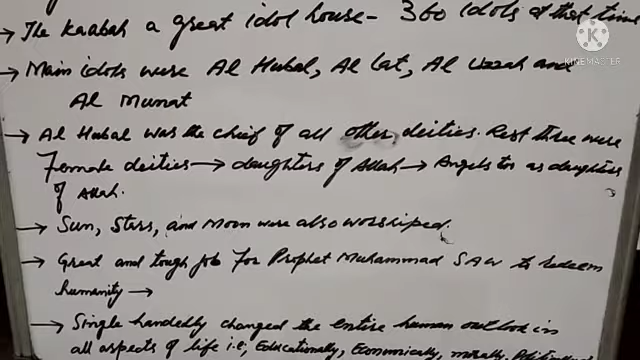 → The Kaabah a great idol house - 360 idols at that time
→ Main idols were Al Hubal, Al Lat, Al Uzzah and
Al Munat
→ Al Hubal was the chief of all other deities. Rest three were
Female deities → daughters of Allah → Angels too as daughters
of Allah.
→ Sun, Stars, and Moon were also worshiped.
→ Great and tough job for Prophet Muhammad SAW to redeem
humanity →
→ Single handedly changed the entire human outlook in
all aspects of life i.e; Educationally, Economically, morally,
KINEMASTER